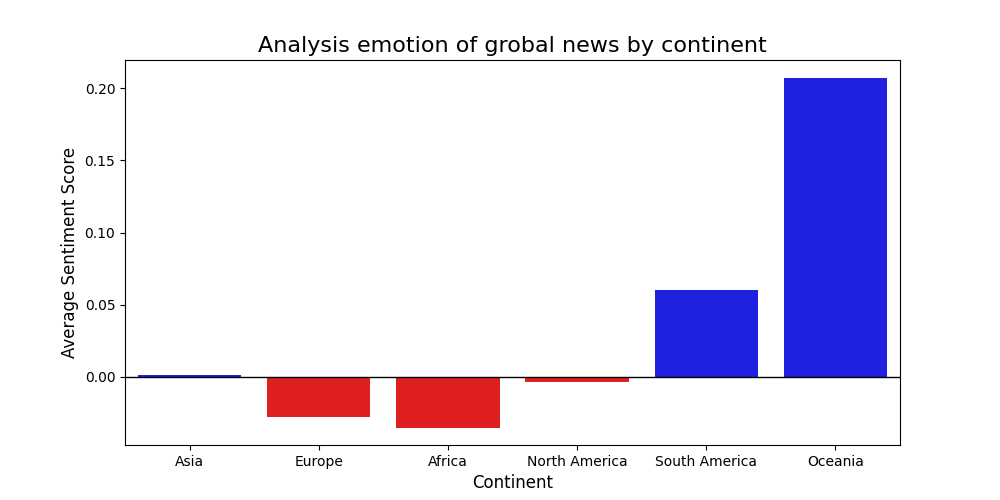 Analysis emotion of grobal news by continent
Average Sentiment Score
0.20
0.15
0.10
0.05
0.00
Asia Europe Africa North America South America Oceania
Continent